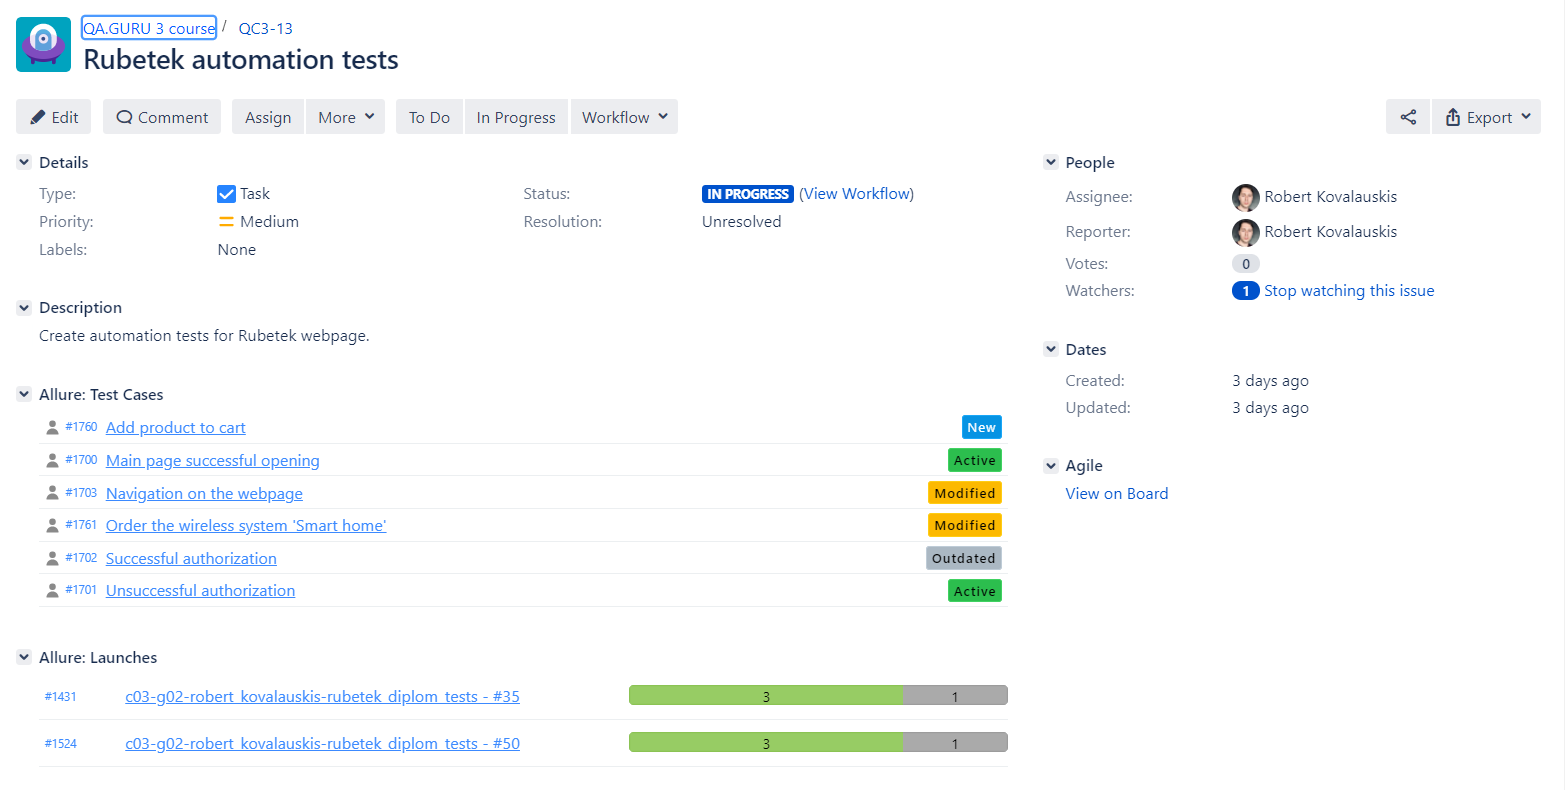 QA.GURU 3 course / QC3-13
Rubetek automation tests
Edit Comment Assign More To Do In Progress Workflow Export
Details
Type: Task
Priority: Medium
Labels: None
Status: IN PROGRESS (View Workflow)
Resolution: Unresolved
Description
Create automation tests for Rubetek webpage.
Allure: Test Cases
#1760 Add product to cart New
#1700 Main page successful opening Active
#1703 Navigation on the webpage Modified
#1761 Order the wireless system 'Smart home' Modified
#1702 Successful authorization Outdated
#1701 Unsuccessful authorization Active
Allure: Launches
#1431 c03-g02-robert_kovalauskis-rubetek_diplom_tests - #35 3 1
#1524 c03-g02-robert_kovalauskis-rubetek_diplom_tests - #50 3 1
People
Assignee: Robert Kovalauskis
Reporter: Robert Kovalauskis
Votes: 0
Watchers: 1 Stop watching this issue
Dates
Created: 3 days ago
Updated: 3 days ago
Agile
View on Board